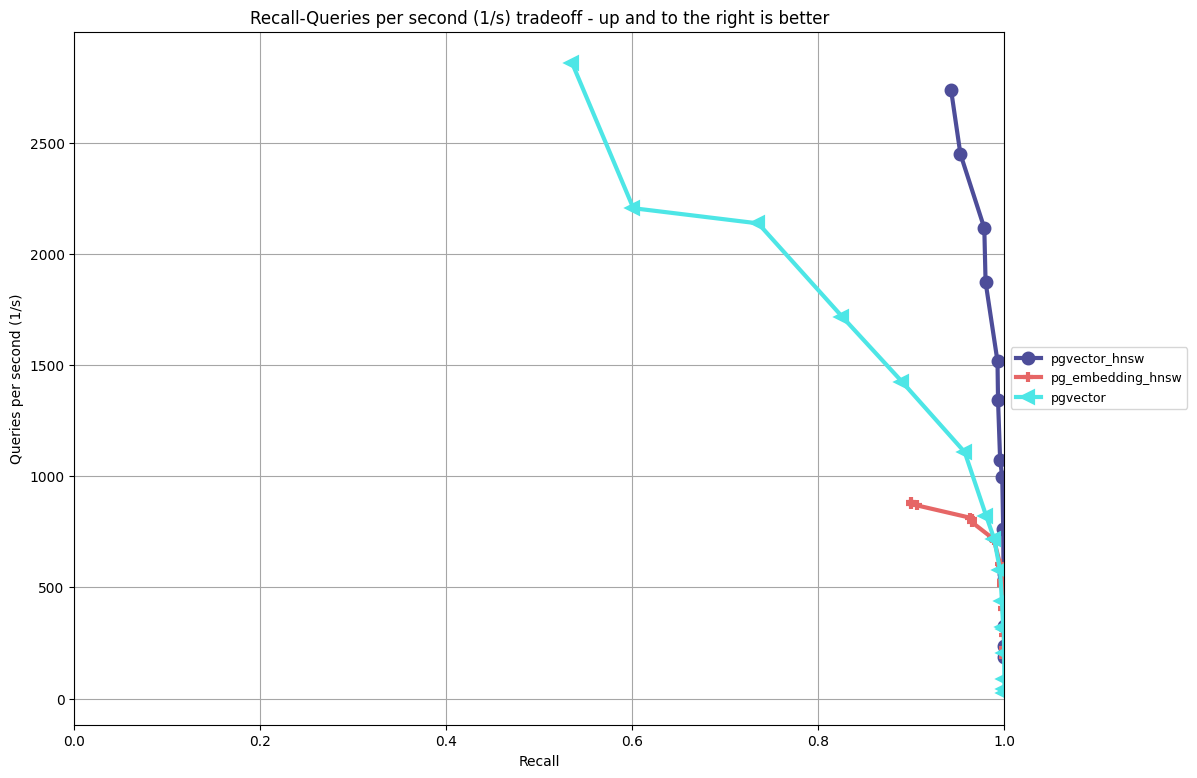 Recall-Queries per second (1/s) tradeoff - up and to the right is better
Queries per second (1/s)
2500
2000
1500
1000
500
0
0.0 0.2 0.4 0.6 0.8 1.0
Recall
pgvector_hnsw
pg_embedding_hnsw
pgvector